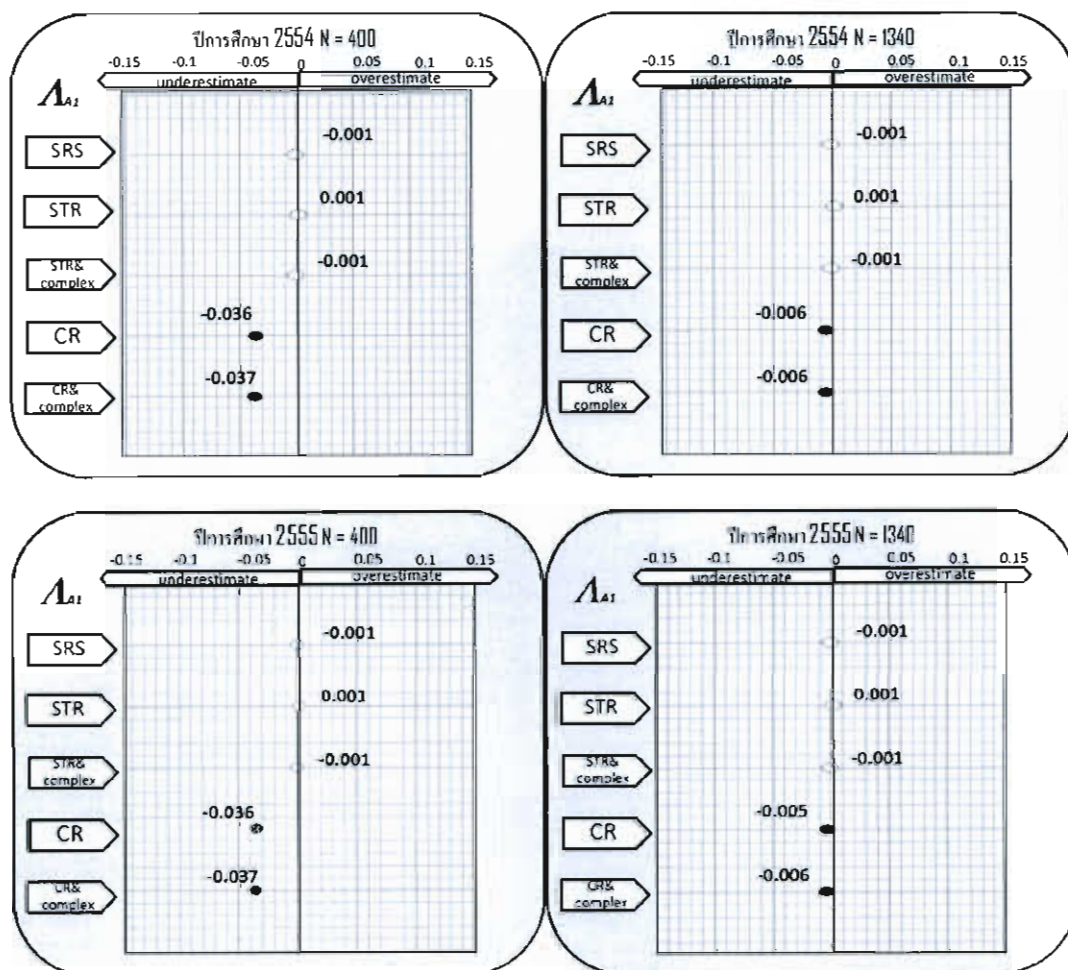 ปีการศึกษา 2554 N = 400
-0.15 -0.1 -0.05 0 0.05 0.1 0.15
underestimate overestimate
ΛA1
SRS -0.001
STR 0.001
STR& complex -0.001
CR -0.036
CR& complex -0.037
ปีการศึกษา 2554 N = 1340
-0.15 -0.1 -0.05 0 0.05 0.1 0.15
underestimate overestimate
ΛA1
SRS -0.001
STR 0.001
STR& complex -0.001
CR -0.006
CR& complex -0.006
ปีการศึกษา 2555 N = 400
-0.15 -0.1 -0.05 0 0.05 0.1 0.15
underestimate overestimate
ΛA1
SRS -0.001
STR 0.001
STR& complex -0.001
CR -0.036
CR& complex -0.037
ปีการศึกษา 2555 N = 1340
-0.15 -0.1 -0.05 0 0.05 0.1 0.15
underestimate overestimate
ΛA1
SRS -0.001
STR 0.001
STR& complex -0.001
CR -0.005
CR& complex -0.006